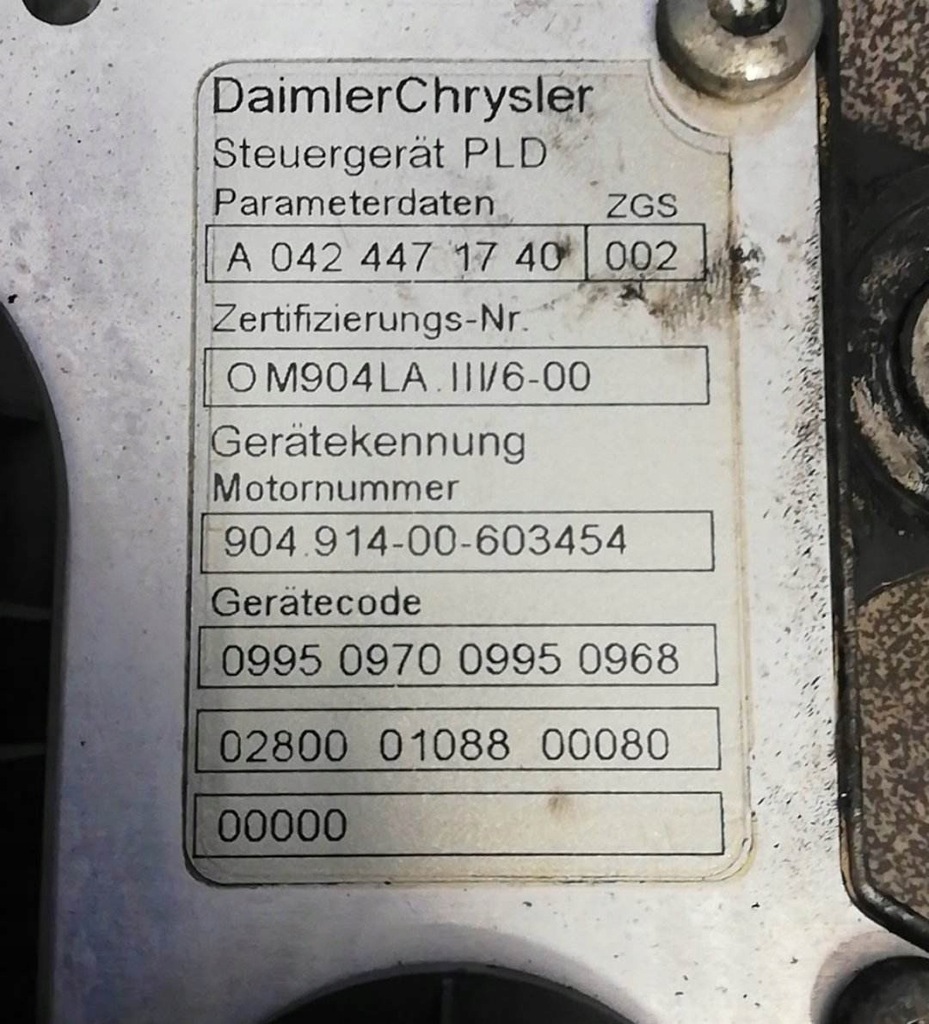 DaimlerChrysler
Steuergerät PLD
Parameterdaten ZGS
A 042 447 17 40 002
Zertifizierungs-Nr.
OM904LA.III/6-00
Gerätekennung
Motornummer
904.914-00-603454
Gerätecode
0995 0970 0995 0968
02800 01088 00080
00000